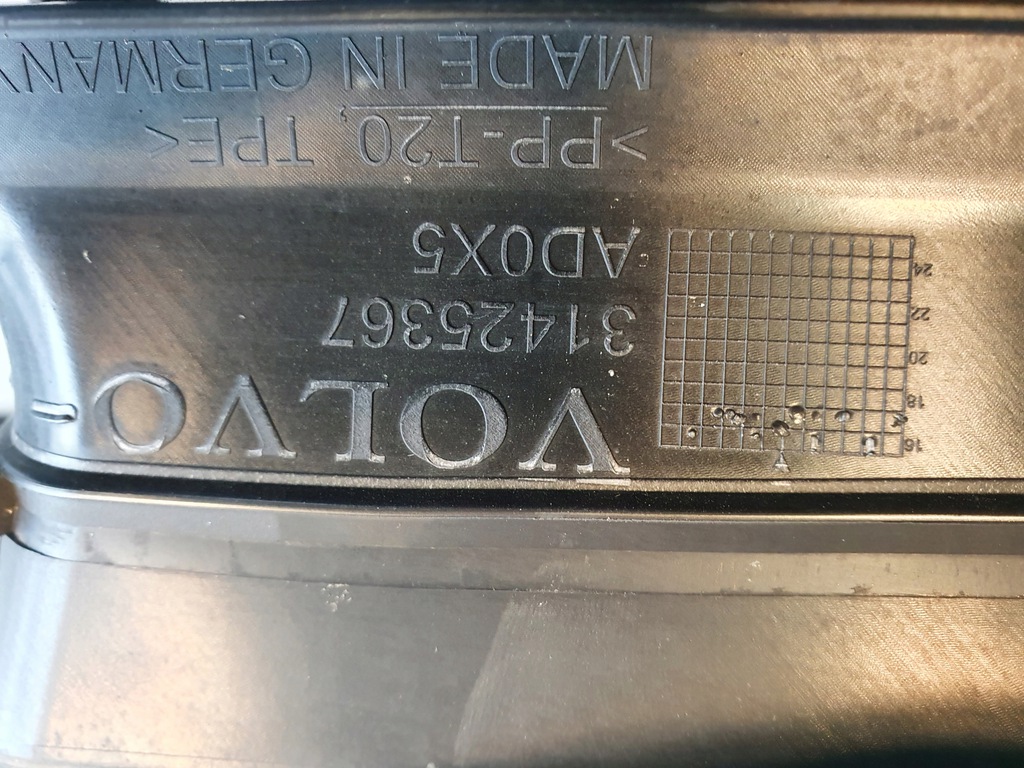 VOLVO
31425367
AD0X5
>PP-T20 TPE<
MADE IN GERMANY
16
18
20
22
24